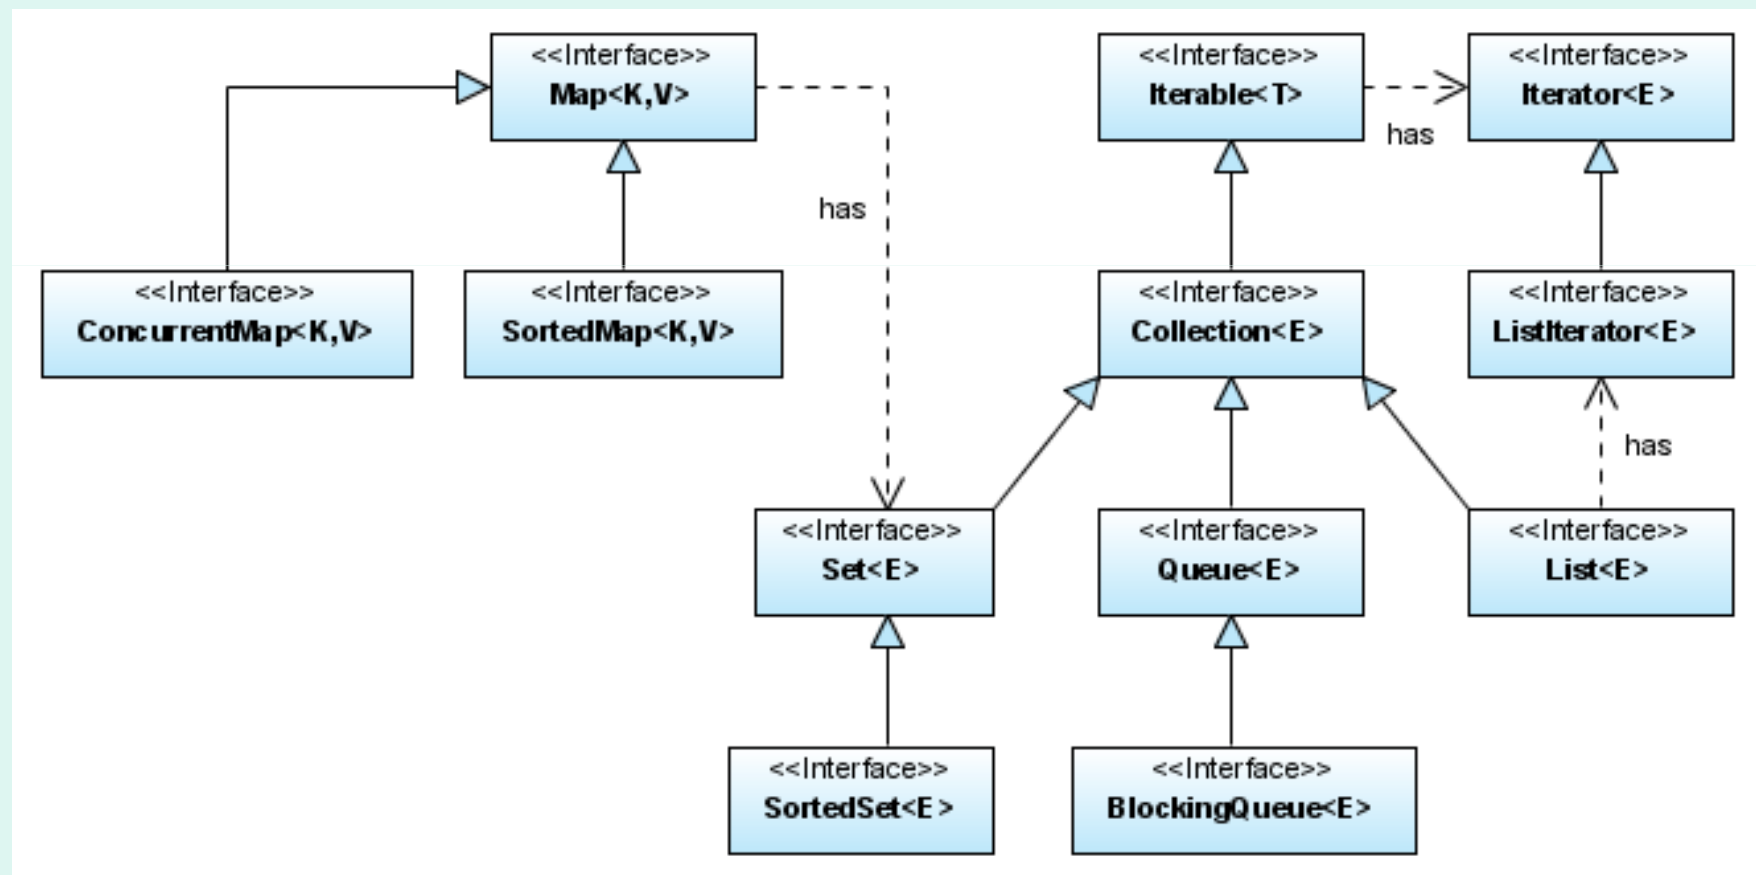 <<Interface>>
Map<K,V>
<<Interface>>
Iterable<T>
<<Interface>>
Iterator<E>
has
has
<<Interface>>
ConcurrentMap<K,V>
<<Interface>>
SortedMap<K,V>
<<Interface>>
Collection<E>
<<Interface>>
ListIterator<E>
has
<<Interface>>
Set<E>
<<Interface>>
Queue<E>
<<Interface>>
List<E>
<<Interface>>
SortedSet<E>
<<Interface>>
BlockingQueue<E>